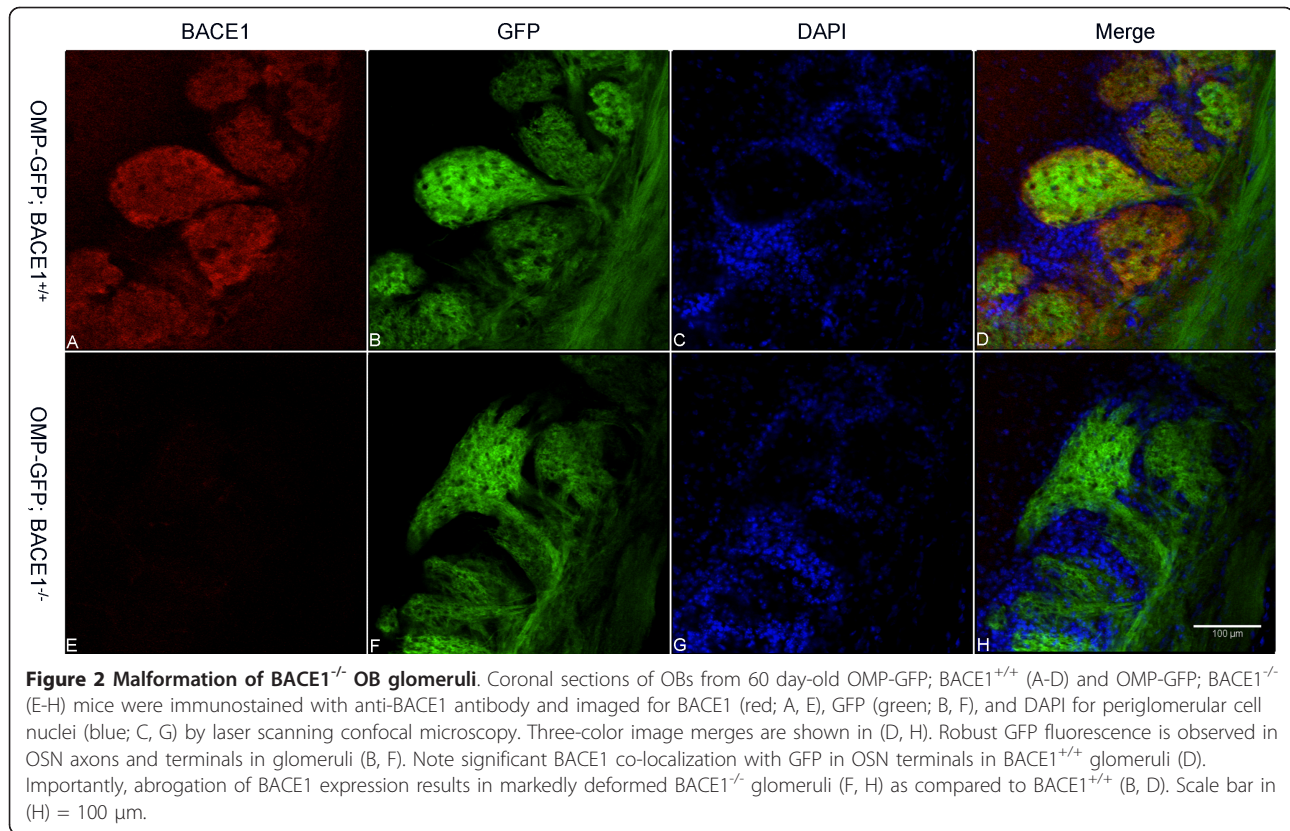 BACE1 GFP DAPI Merge
OMP-GFP; BACE1+/+
A B C D
OMP-GFP; BACE1-/-
E F G H
100 µm
Figure 2 Malformation of BACE1-/- OB glomeruli. Coronal sections of OBs from 60 day-old OMP-GFP; BACE1+/+ (A-D) and OMP-GFP; BACE1-/-
(E-H) mice were immunostained with anti-BACE1 antibody and imaged for BACE1 (red; A, E), GFP (green; B, F), and DAPI for periglomerular cell
nuclei (blue; C, G) by laser scanning confocal microscopy. Three-color image merges are shown in (D, H). Robust GFP fluorescence is observed in
OSN axons and terminals in glomeruli (B, F). Note significant BACE1 co-localization with GFP in OSN terminals in BACE1+/+ glomeruli (D).
Importantly, abrogation of BACE1 expression results in markedly deformed BACE1-/- glomeruli (F, H) as compared to BACE1+/+ (B, D). Scale bar in
(H) = 100 µm.